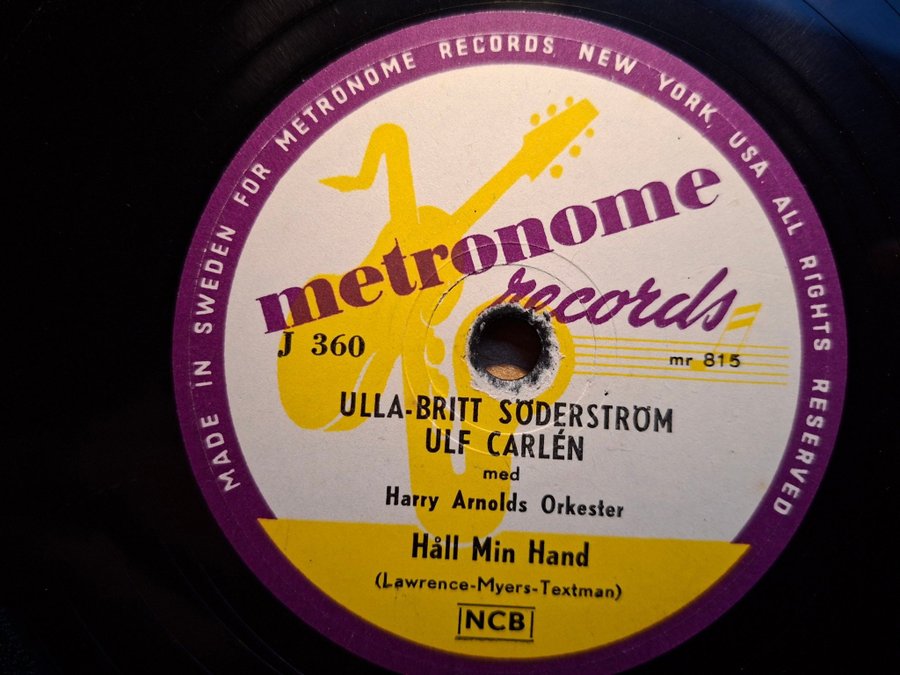 MADE IN SWEDEN FOR METRONOME RECORDS, NEW YORK, USA ALL RIGHTS RESERVED
metronome
records
J 360
mr 815
ULLA-BRITT SÖDERSTRÖM
ULF CARLÉN
med
Harry Arnolds Orkester
Håll Min Hand
(Lawrence-Myers-Textman)
NCB